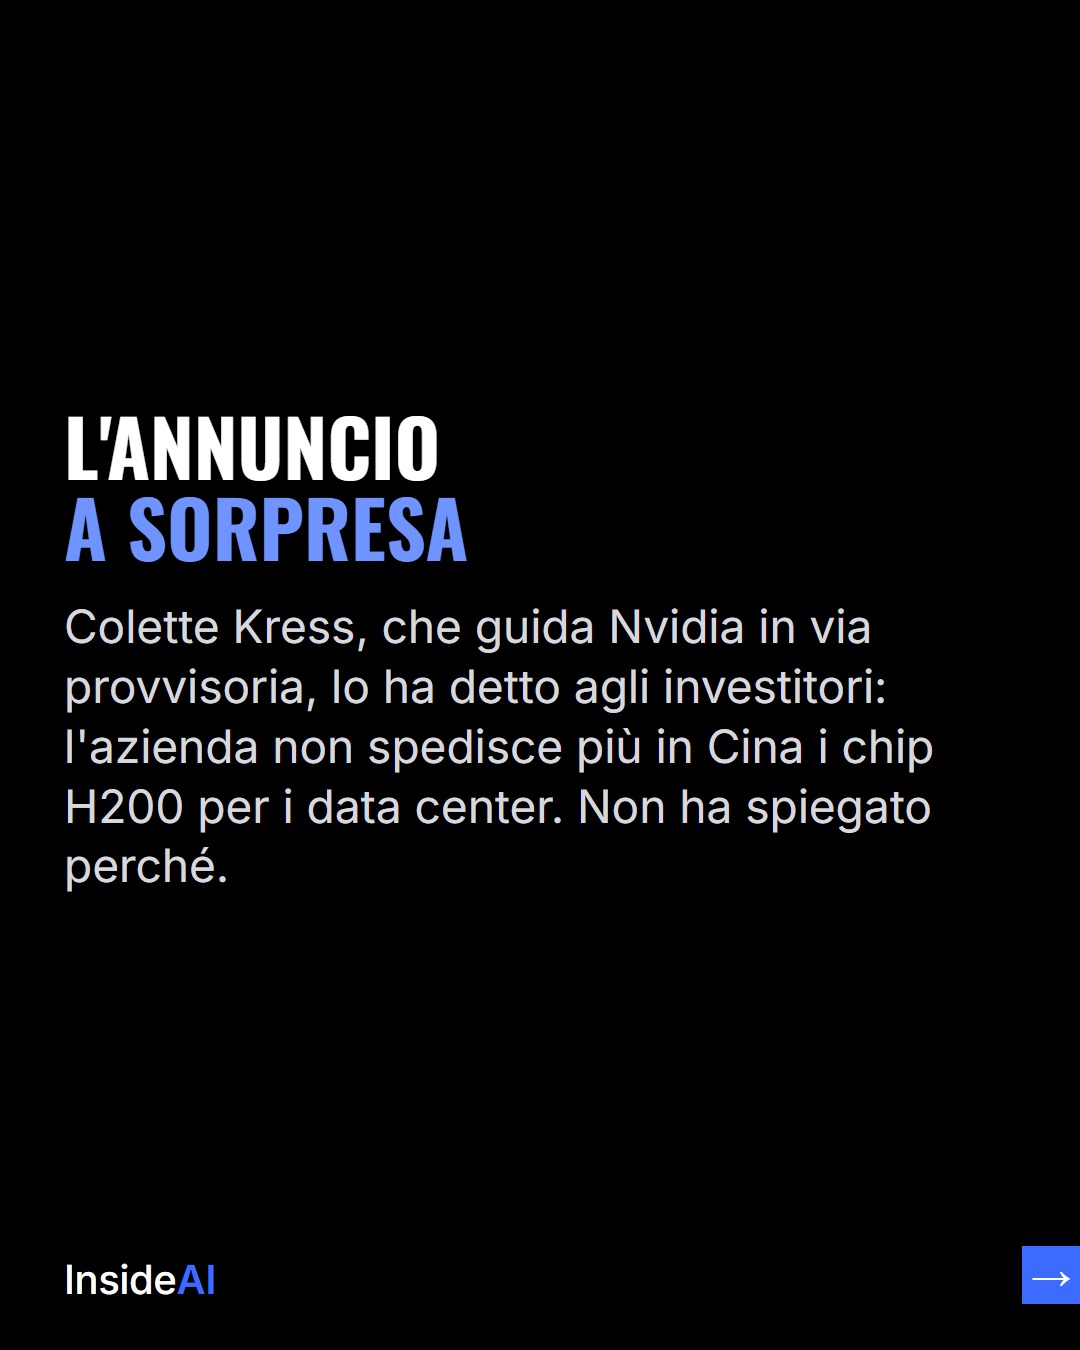 L'ANNUNCIO
A SORPRESA
Colette Kress, che guida Nvidia in via
provvisoria, lo ha detto agli investitori:
l'azienda non spedisce più in Cina i chip
H200 per i data center. Non ha spiegato
perché.
InsideAI
→